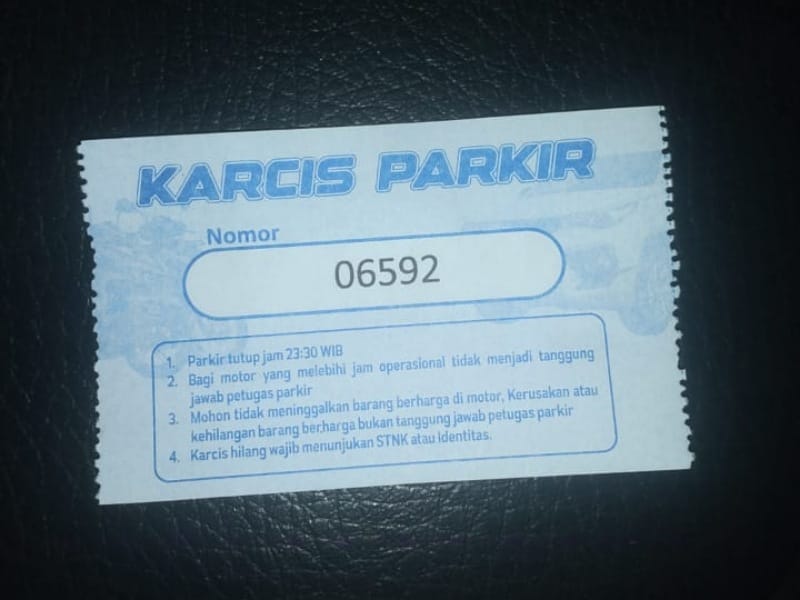 KARCIS PARKIR
Nomor
06592
1. Parkir tutup jam 23:30 WIB
2. Bagi motor yang melebihi jam operasional tidak menjadi tanggung
jawab petugas parkir
3. Mohon tidak meninggalkan barang berharga di motor, Kerusakan atau
kehilangan barang ber.harga bukan tanggung jawab petugas parkir
4. Karcis hilang wajib menunjukan STNK atau Identitas.